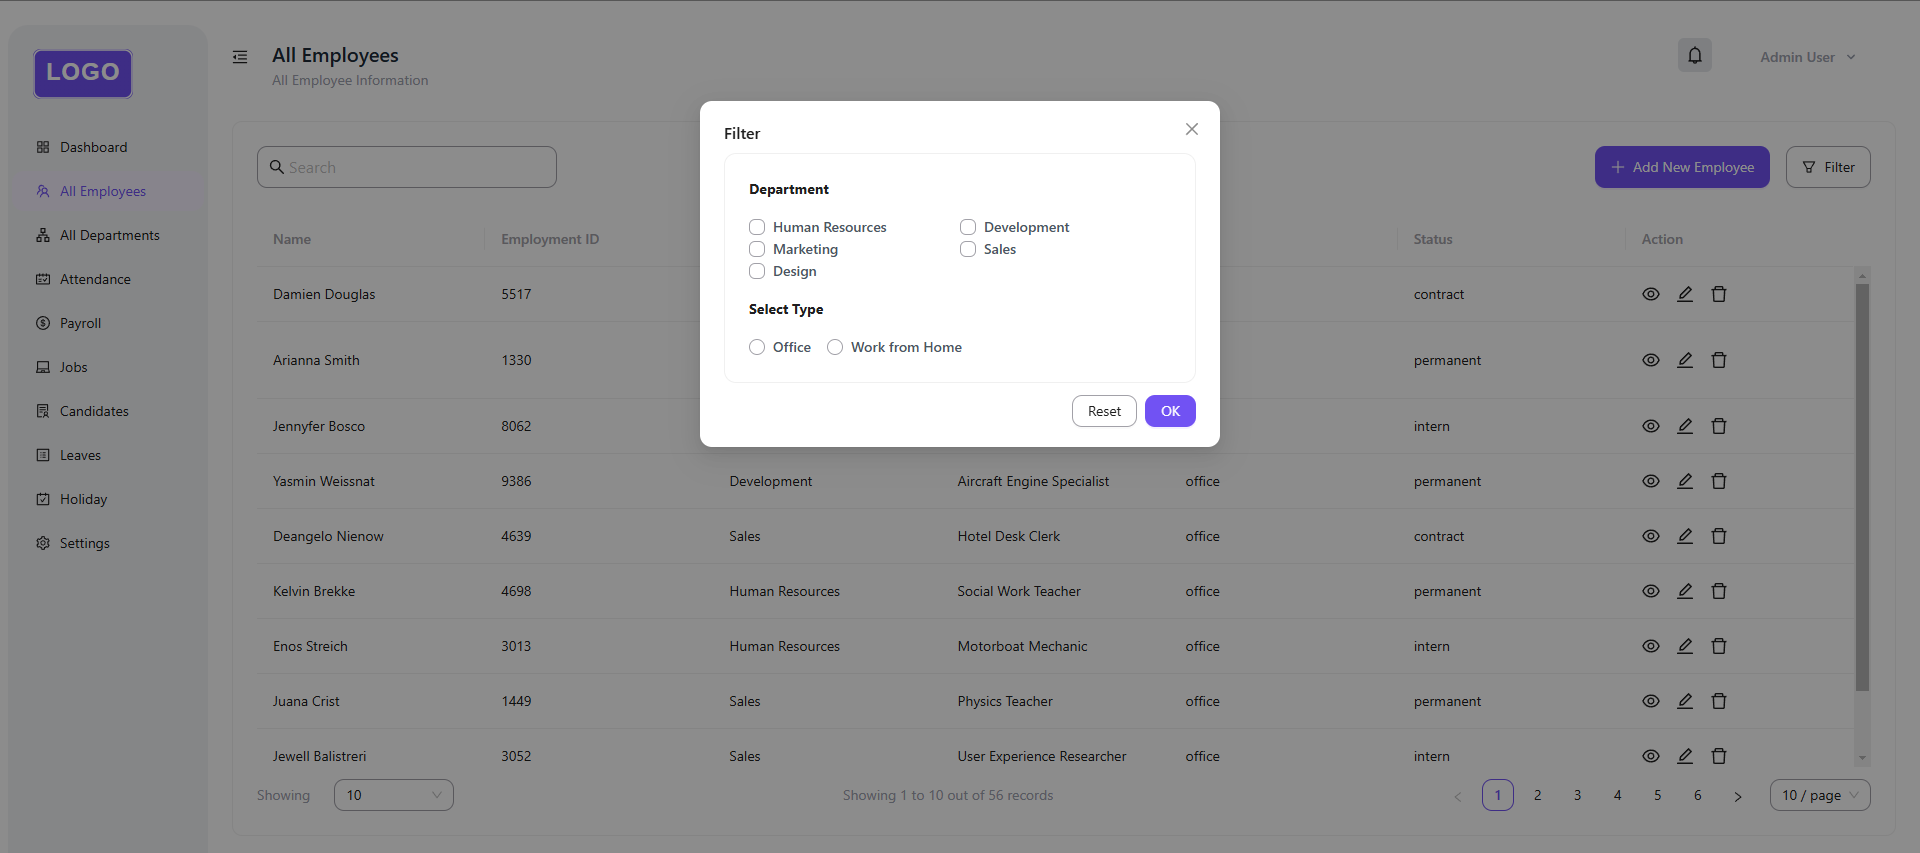 LOGO
All Employees
All Employee Information
Admin User
Dashboard
All Employees
All Departments
Attendance
Payroll
Jobs
Candidates
Leaves
Holiday
Settings
Search
Add New Employee
Filter
Filter
Department
Human Resources Development
Marketing Sales
Design
Select Type
Office Work from Home
Reset OK
Name Employment ID Status Action
Damien Douglas 5517 contract
Arianna Smith 1330 permanent
Jennyfer Bosco 8062 intern
Yasmin Weissnat 9386 Development Aircraft Engine Specialist office permanent
Deangelo Nienow 4639 Sales Hotel Desk Clerk office contract
Kelvin Brekke 4698 Human Resources Social Work Teacher office permanent
Enos Streich 3013 Human Resources Motorboat Mechanic office intern
Juana Crist 1449 Sales Physics Teacher office permanent
Jewell Balistreri 3052 Sales User Experience Researcher office intern
Showing 10 Showing 1 to 10 out of 56 records < 1 2 3 4 5 6 > 10 / page